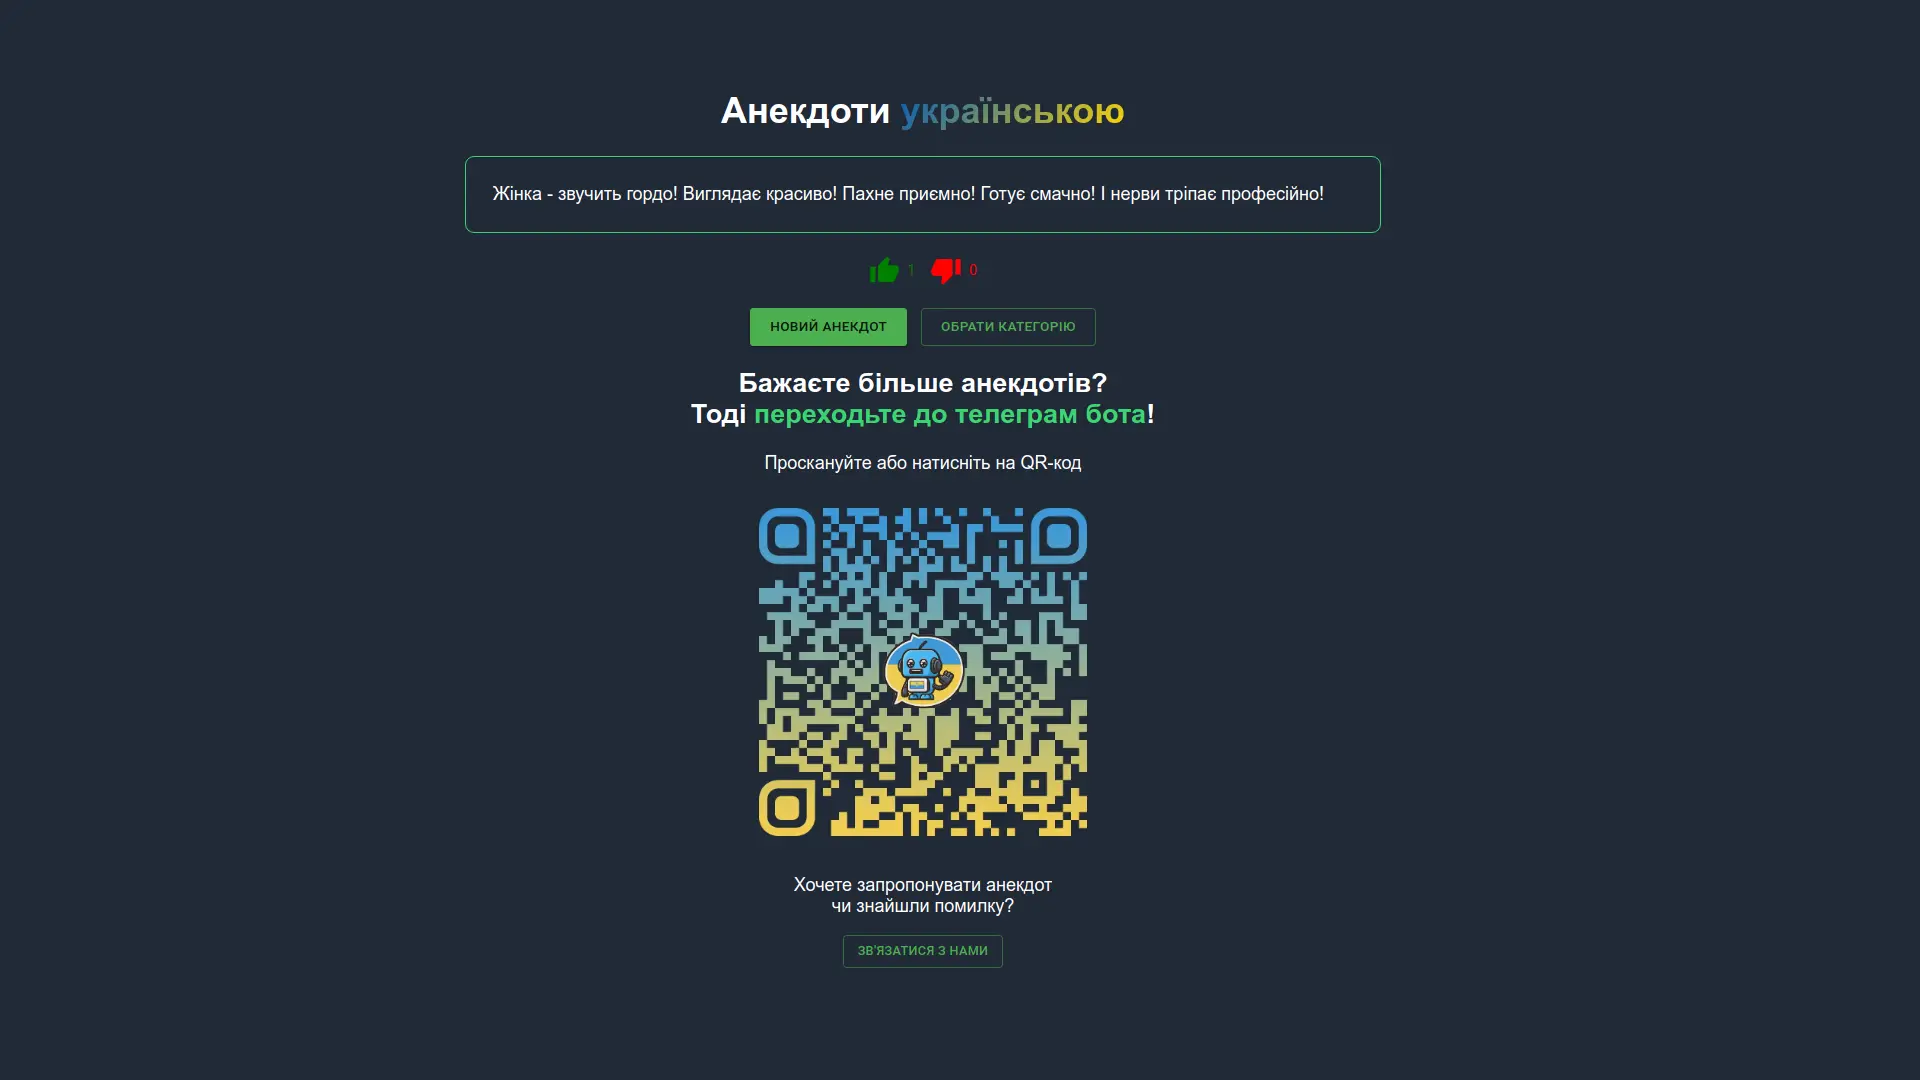 Анекдоти українською
Жінка - звучить гордо! Виглядає красиво! Пахне приємно! Готує смачно! І нерви тріпає професійно!
1 0
НОВИЙ АНЕКДОТ ОБРАТИ КАТЕГОРІЮ
Бажаєте більше анекдотів?
Тоді переходьте до телеграм бота!
Проскануйте або натисніть на QR-код
Хочете запропонувати анекдот
чи знайшли помилку?
ЗВ'ЯЗАТИСЯ З НАМИ